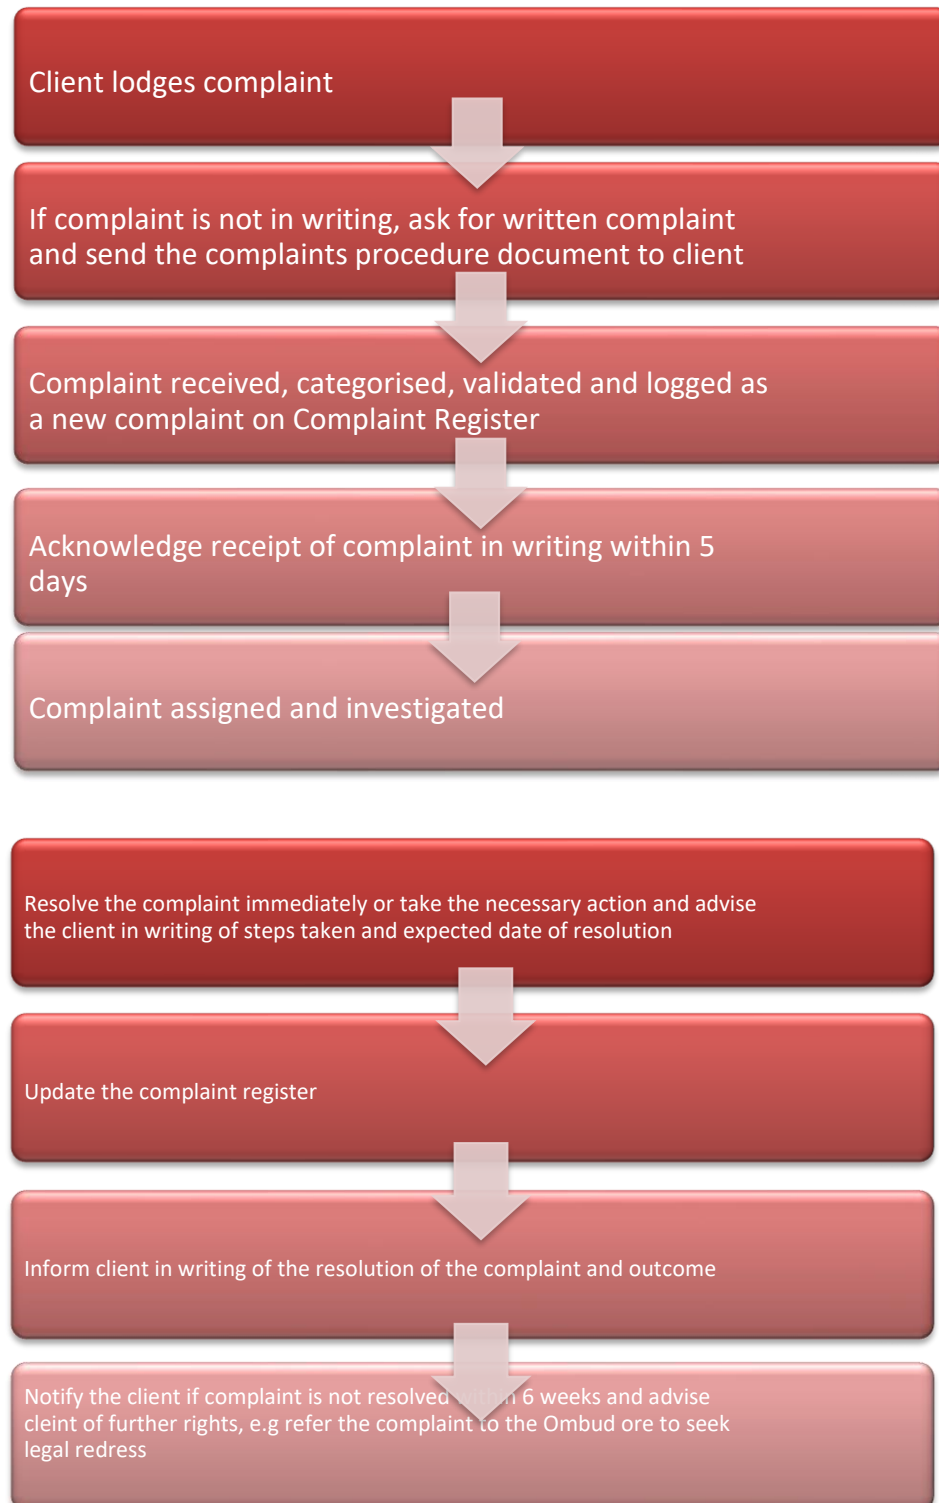 Client lodges complaint
If complaint is not in writing, ask for written complaint
and send the complaints procedure document to client
Complaint received, categorised, validated and logged as
a new complaint on Complaint Register
Acknowledge receipt of complaint in writing within 5
days
Complaint assigned and investigated
Resolve the complaint immediately or take the necessary action and advise
the client in writing of steps taken and expected date of resolution
Update the complaint register
Inform client in writing of the resolution of the complaint and outcome
Notify the client if complaint is not resolved within 6 weeks and advise
cleint of further rights, e.g refer the complaint to the Ombud ore to seek
legal redress